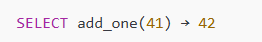 SELECT add_one(41) → 42